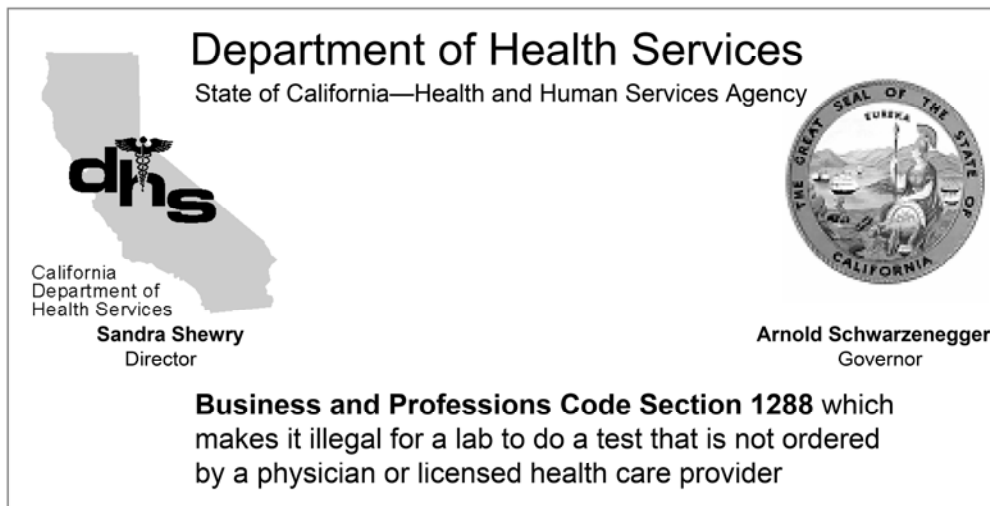 Department of Health Services
State of California—Health and Human Services Agency
dhs
California
Department of
Health Services
Sandra Shewry
Director
THE GREAT SEAL OF THE STATE OF CALIFORNIA
EUREKA
Arnold Schwarzenegger
Governor
Business and Professions Code Section 1288 which
makes it illegal for a lab to do a test that is not ordered
by a physician or licensed health care provider